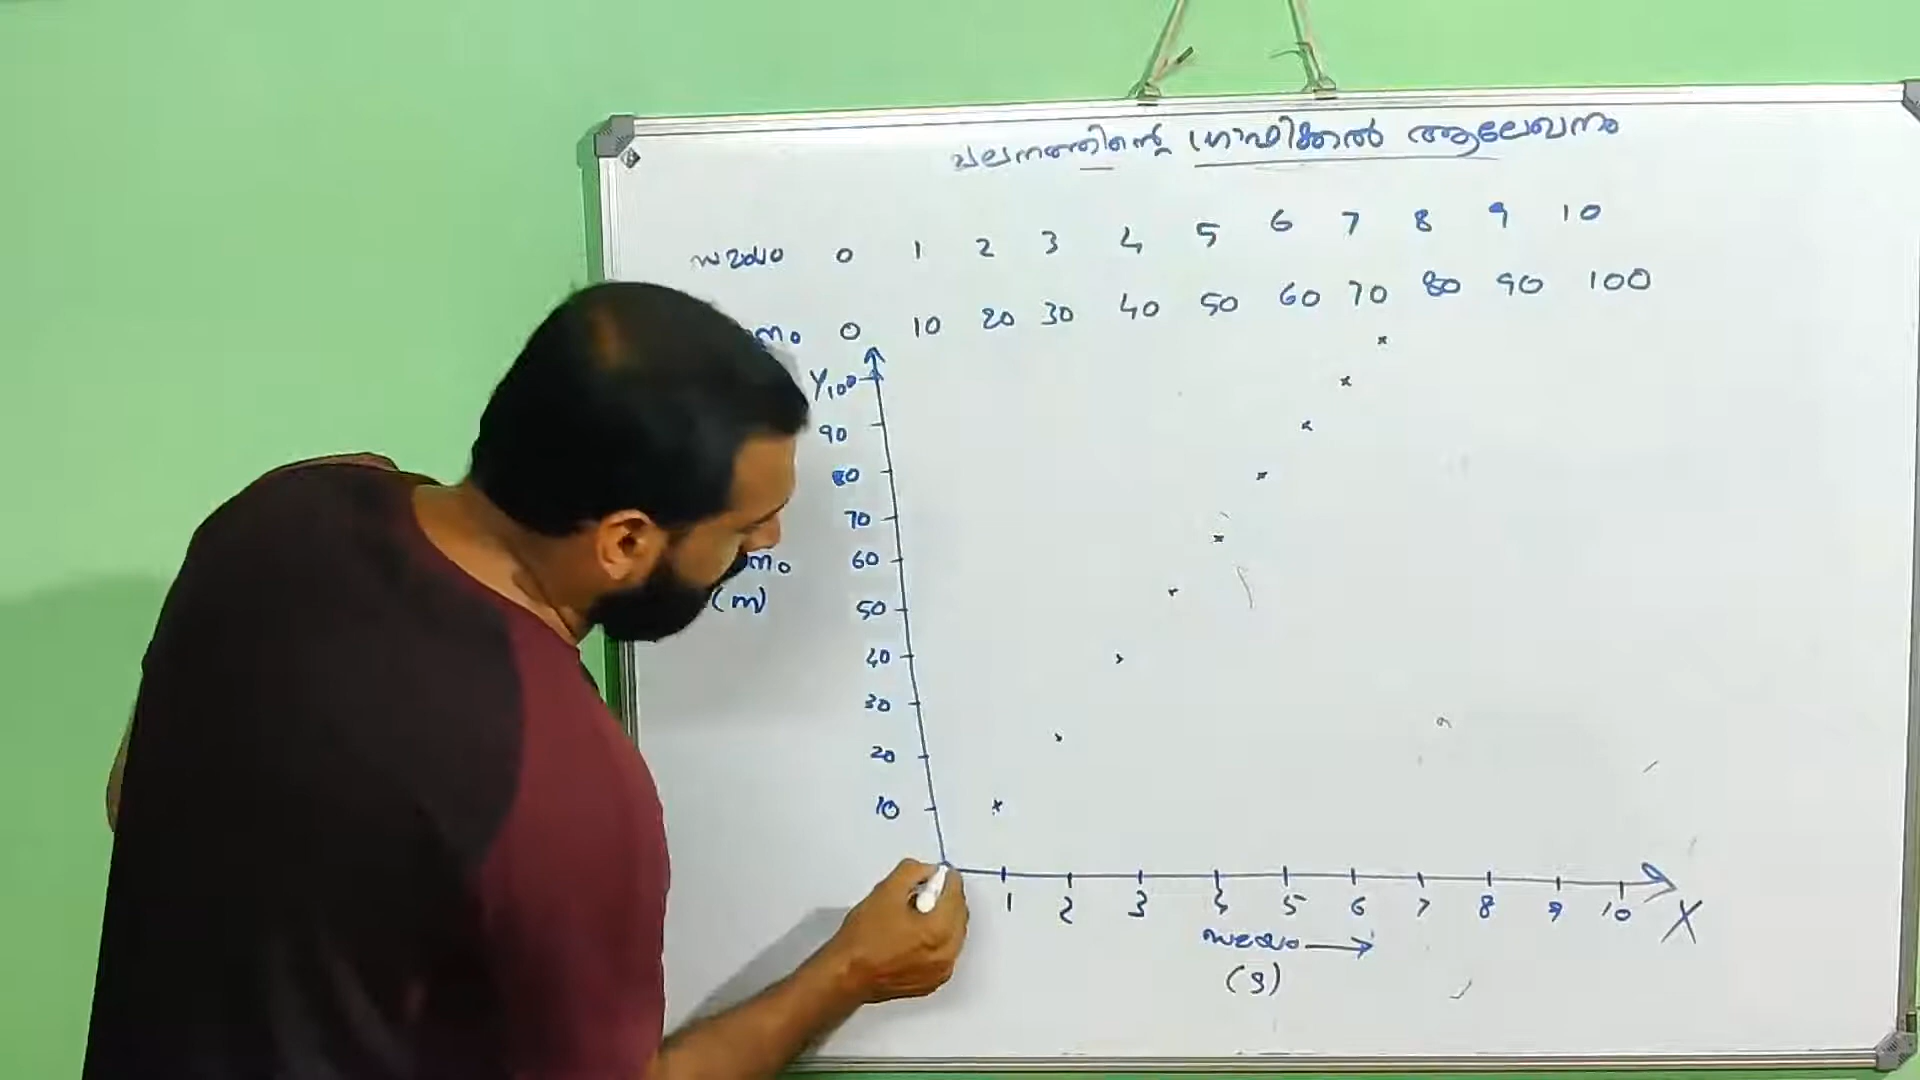 ചലനത്തിന്റെ ഗ്രാഫിക്കൽ ആലേഖനം
സമയം 0 1 2 3 4 5 6 7 8 9 10
0 10 20 30 40 50 60 70 80 90 100
Y 100
90
80
70
60
(m)
50
40
30
20
10
1 2 3 4 5 6 7 8 9 10 X
സമയം →
(s)